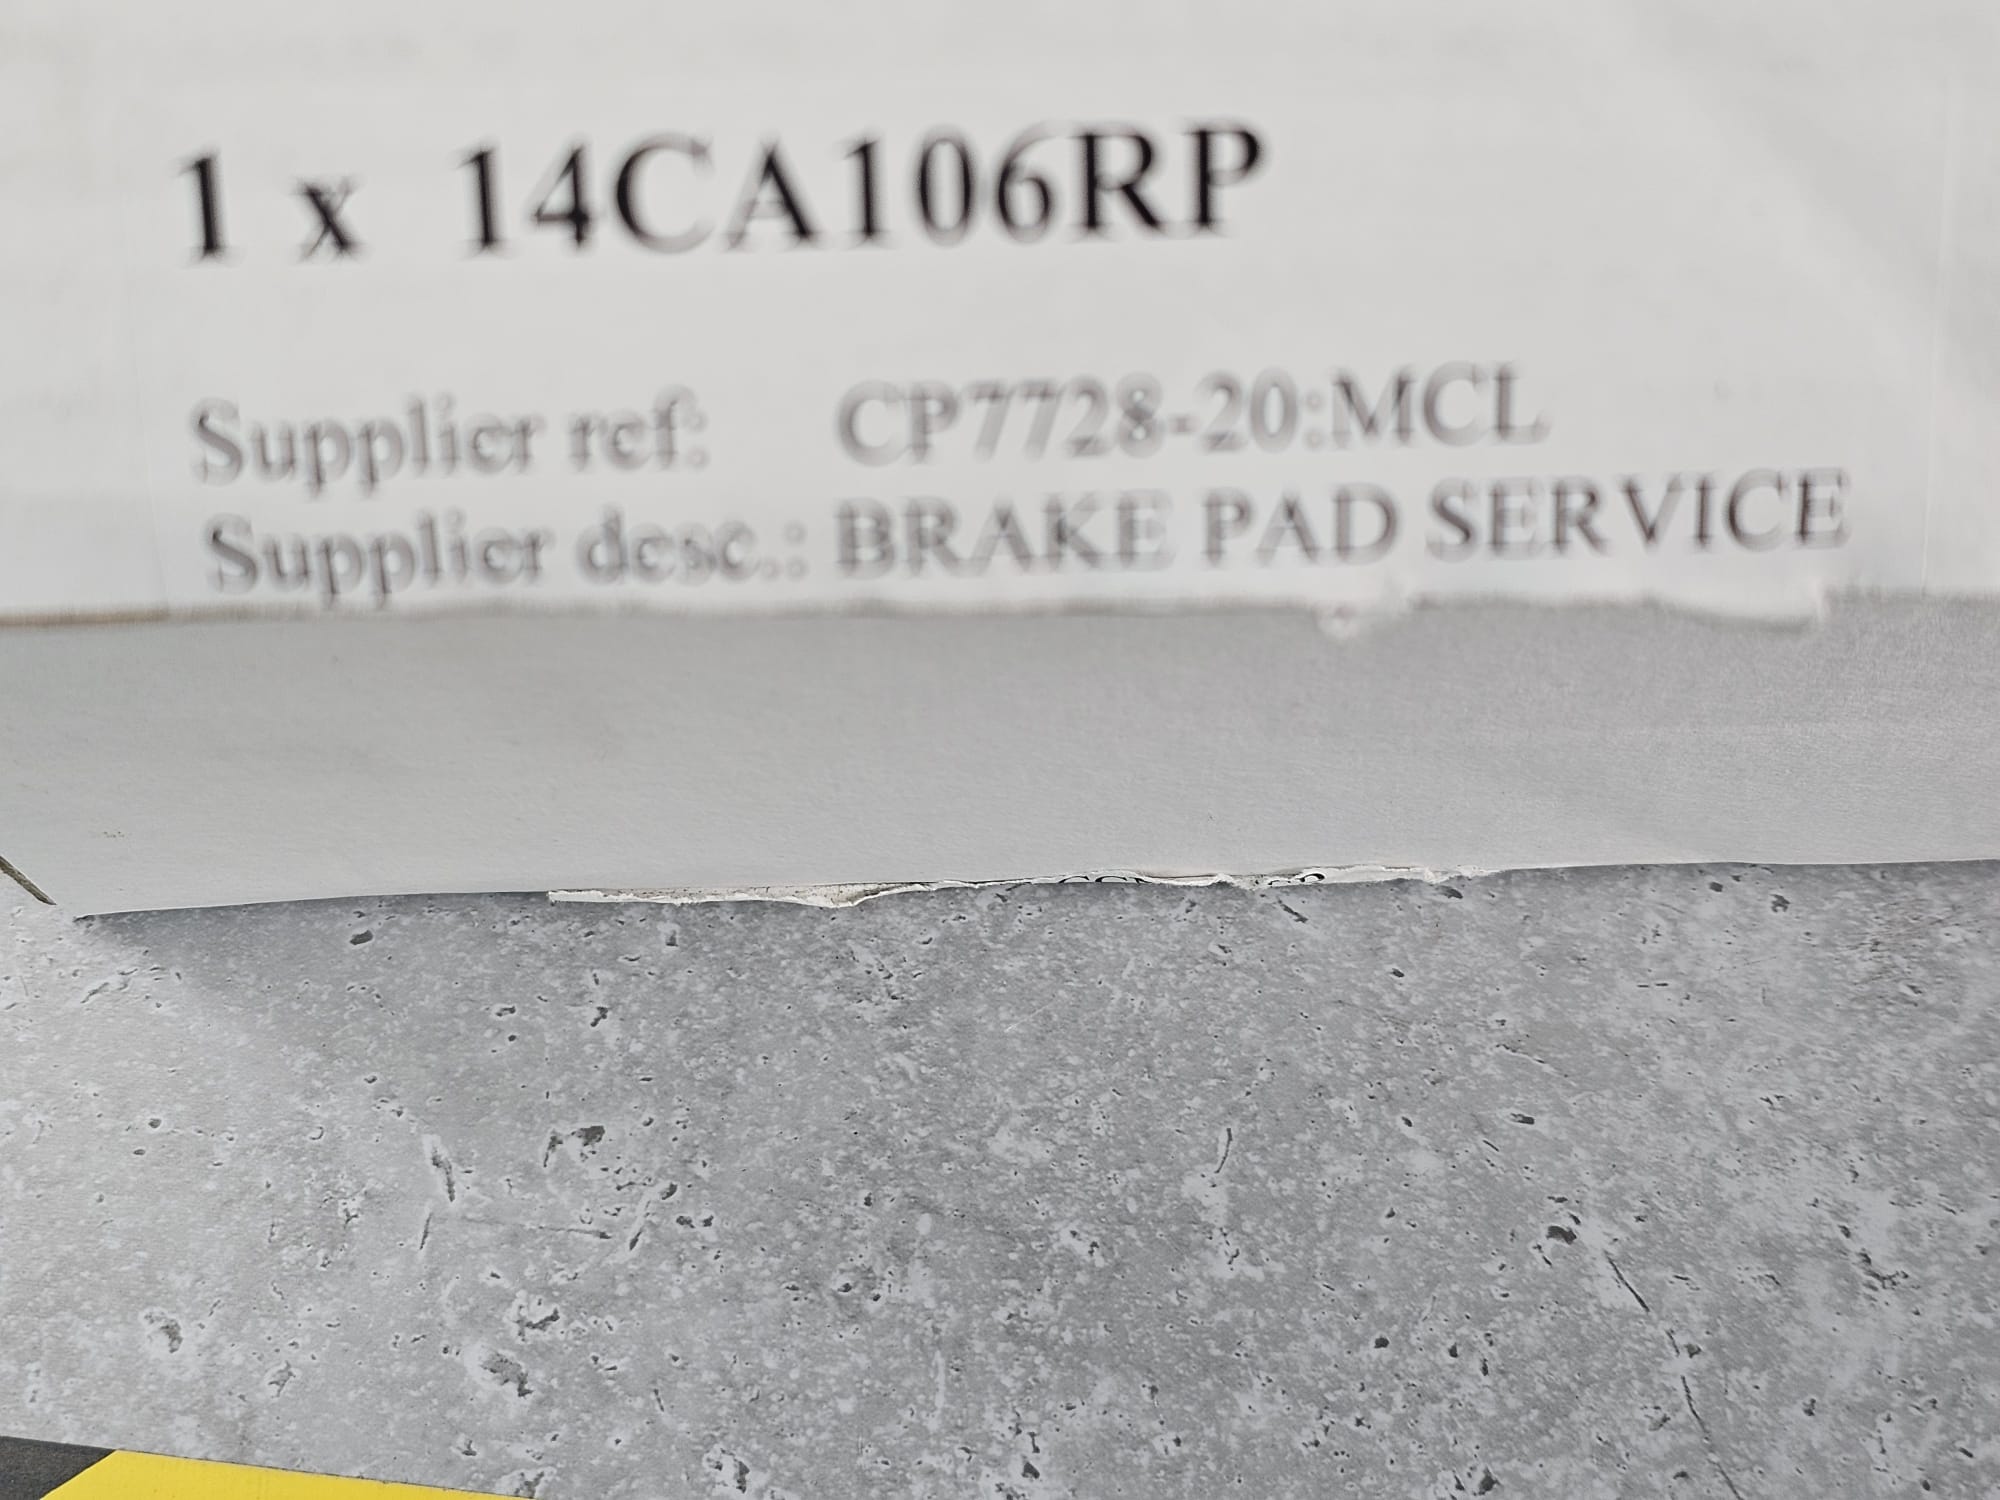 1 x 14CA106RP
Supplier ref: CP7728-20:MCL
Supplier desc.: BRAKE PAD SERVICE